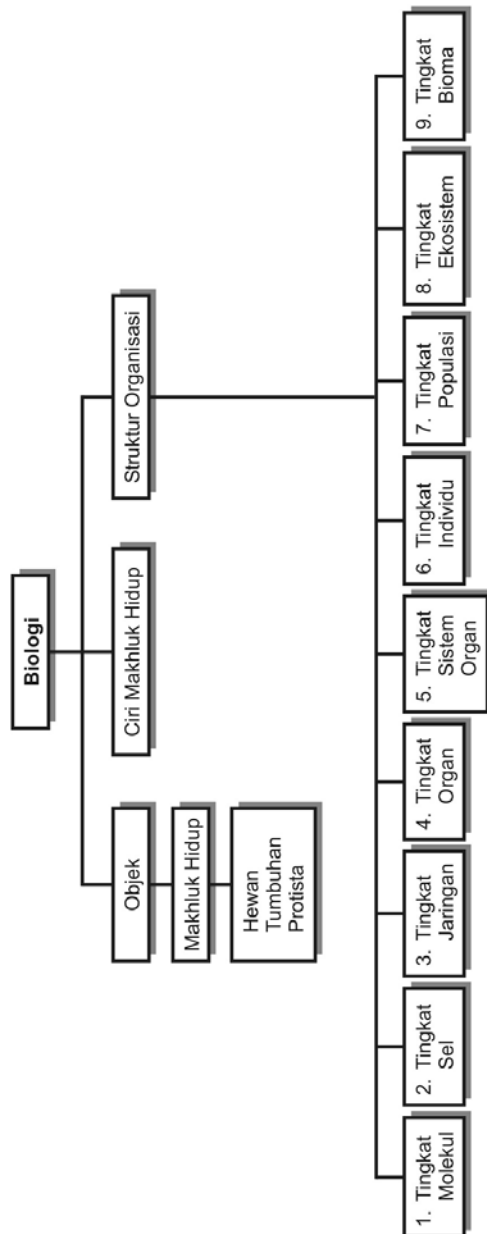 Biologi
Objek
Ciri Makhluk Hidup
Struktur Organisasi
Makhluk Hidup
Hewan
Tumbuhan
Protista
1. Tingkat
Molekul
2. Tingkat
Sel
3. Tingkat
Jaringan
4. Tingkat
Organ
5. Tingkat
Sistem
Organ
6. Tingkat
Individu
7. Tingkat
Populasi
8. Tingkat
Ekosistem
9. Tingkat
Bioma